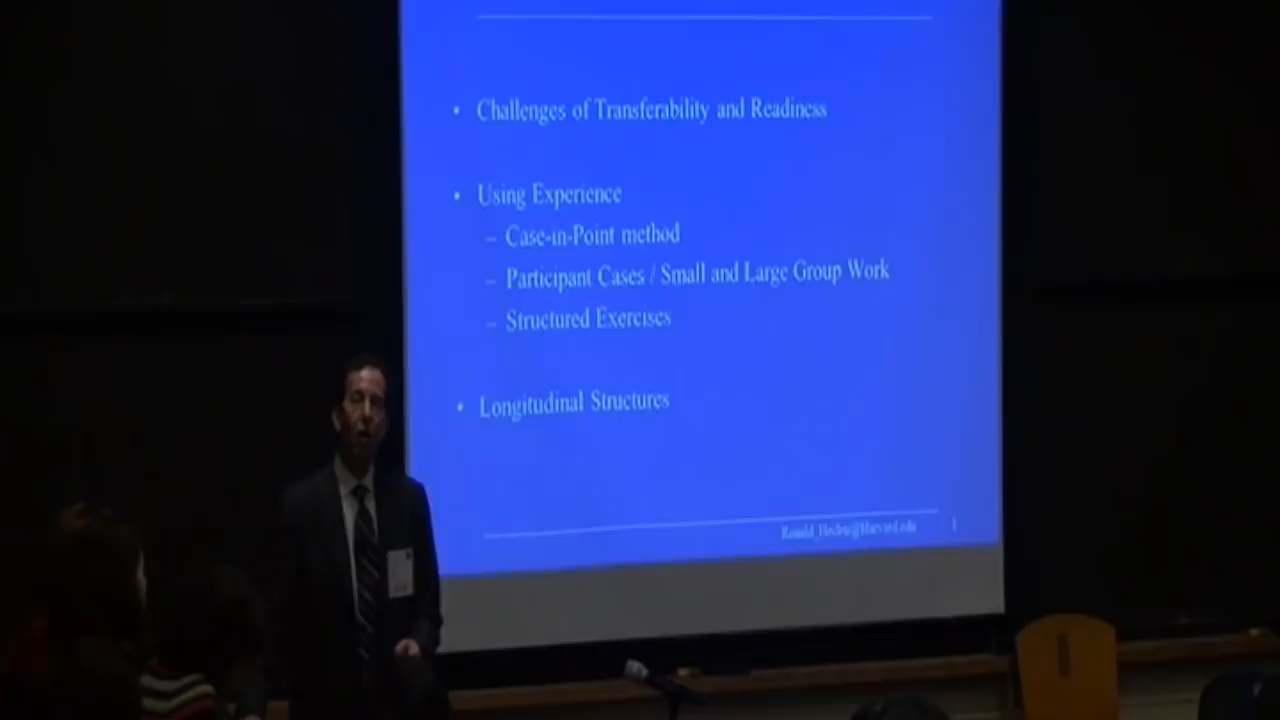 • Challenges of Transferability and Readiness
• Using Experience
– Case-in-Point method
– Participant Cases / Small and Large Group Work
– Structured Exercises
• Longitudinal Structures
1